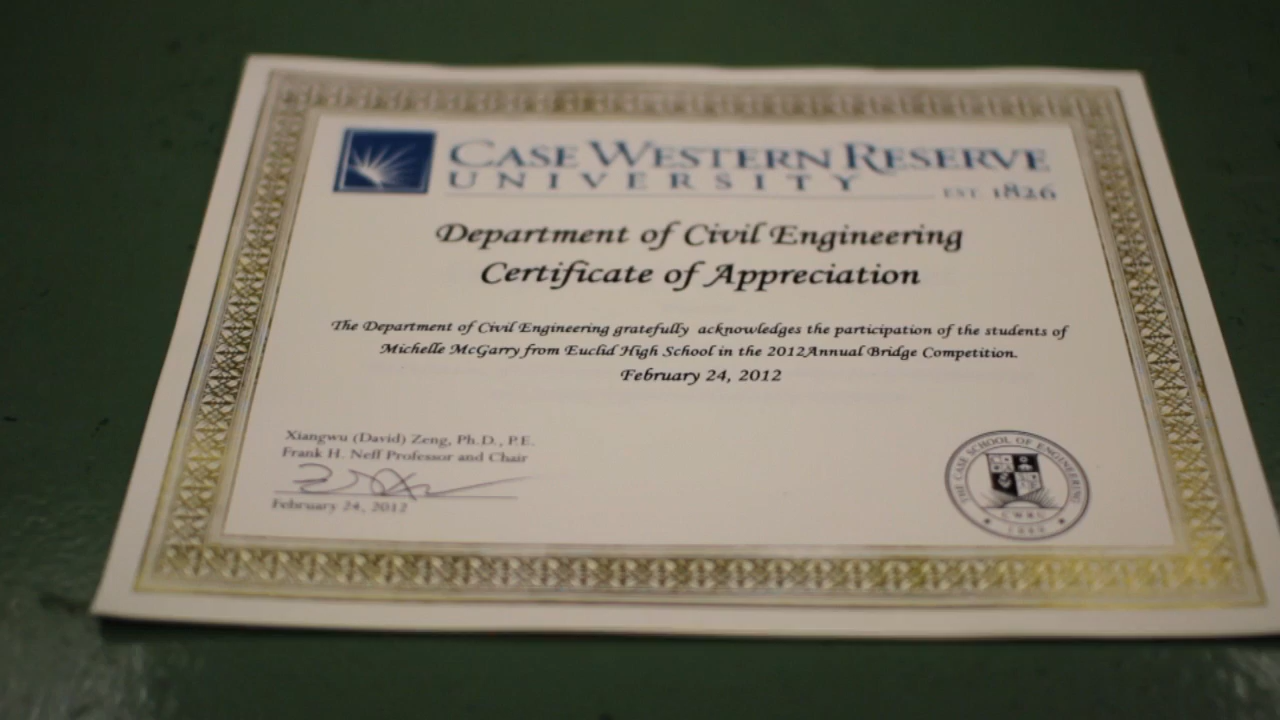 CASE WESTERN RESERVE
UNIVERSITY
EST. 1826
Department of Civil Engineering
Certificate of Appreciation
The Department of Civil Engineering gratefully acknowledges the participation of the students of
Michelle McGarry from Euclid High School in the 2012Annual Bridge Competition.
February 24, 2012
Xiangwu (David) Zeng, Ph.D., P.E.
Frank H. Neff Professor and Chair
February 24, 2012
THE CASE SCHOOL OF ENGINEERING
CWRU